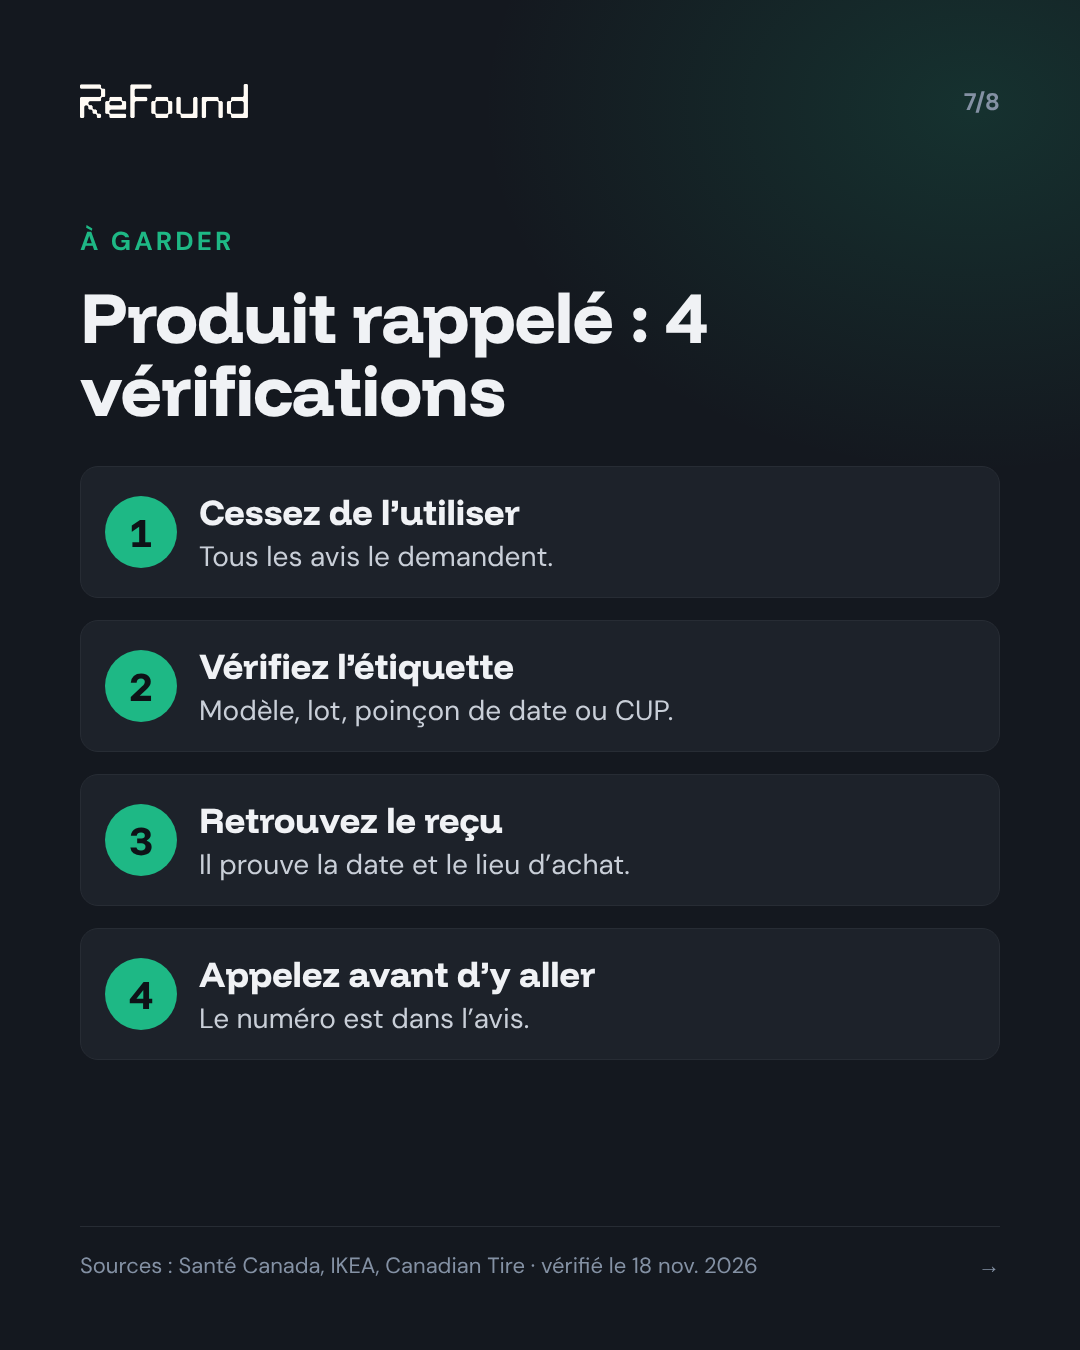 ReFound
7/8
À GARDER
Produit rappelé : 4
vérifications
1
Cessez de l’utiliser
Tous les avis le demandent.
2
Vérifiez l’étiquette
Modèle, lot, poinçon de date ou CUP.
3
Retrouvez le reçu
Il prouve la date et le lieu d’achat.
4
Appelez avant d’y aller
Le numéro est dans l’avis.
Sources : Santé Canada, IKEA, Canadian Tire · vérifié le 18 nov. 2026 →